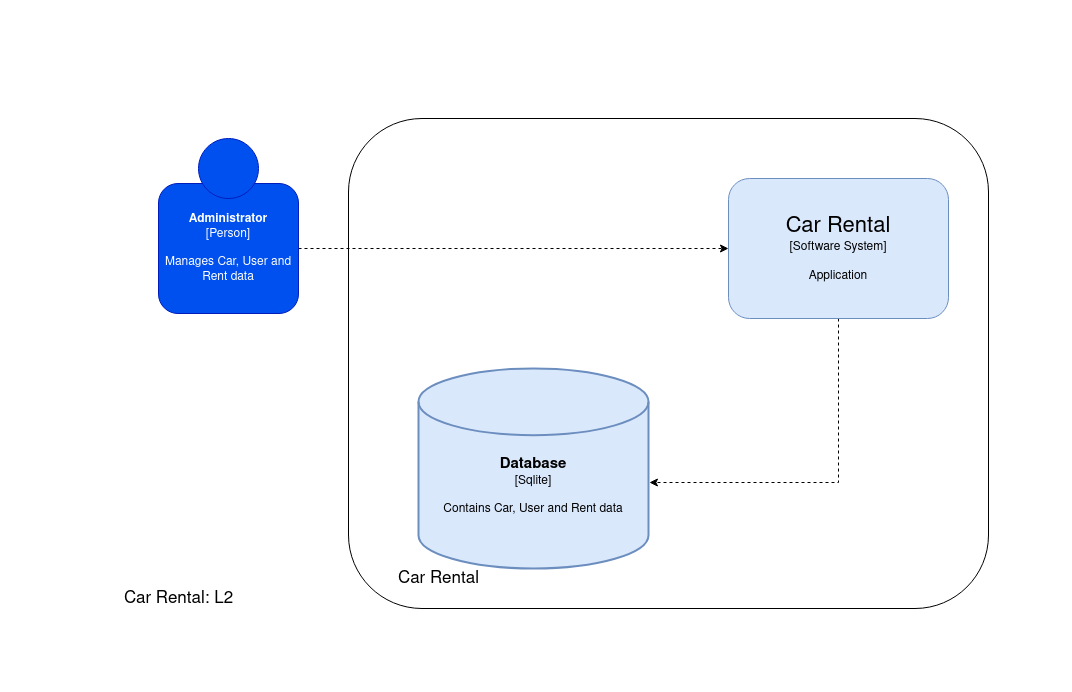 Administrator
[Person]
Manages Car, User and
Rent data
Car Rental
[Software System]
Application
Database
[Sqlite]
Contains Car, User and Rent data
Car Rental
Car Rental: L2